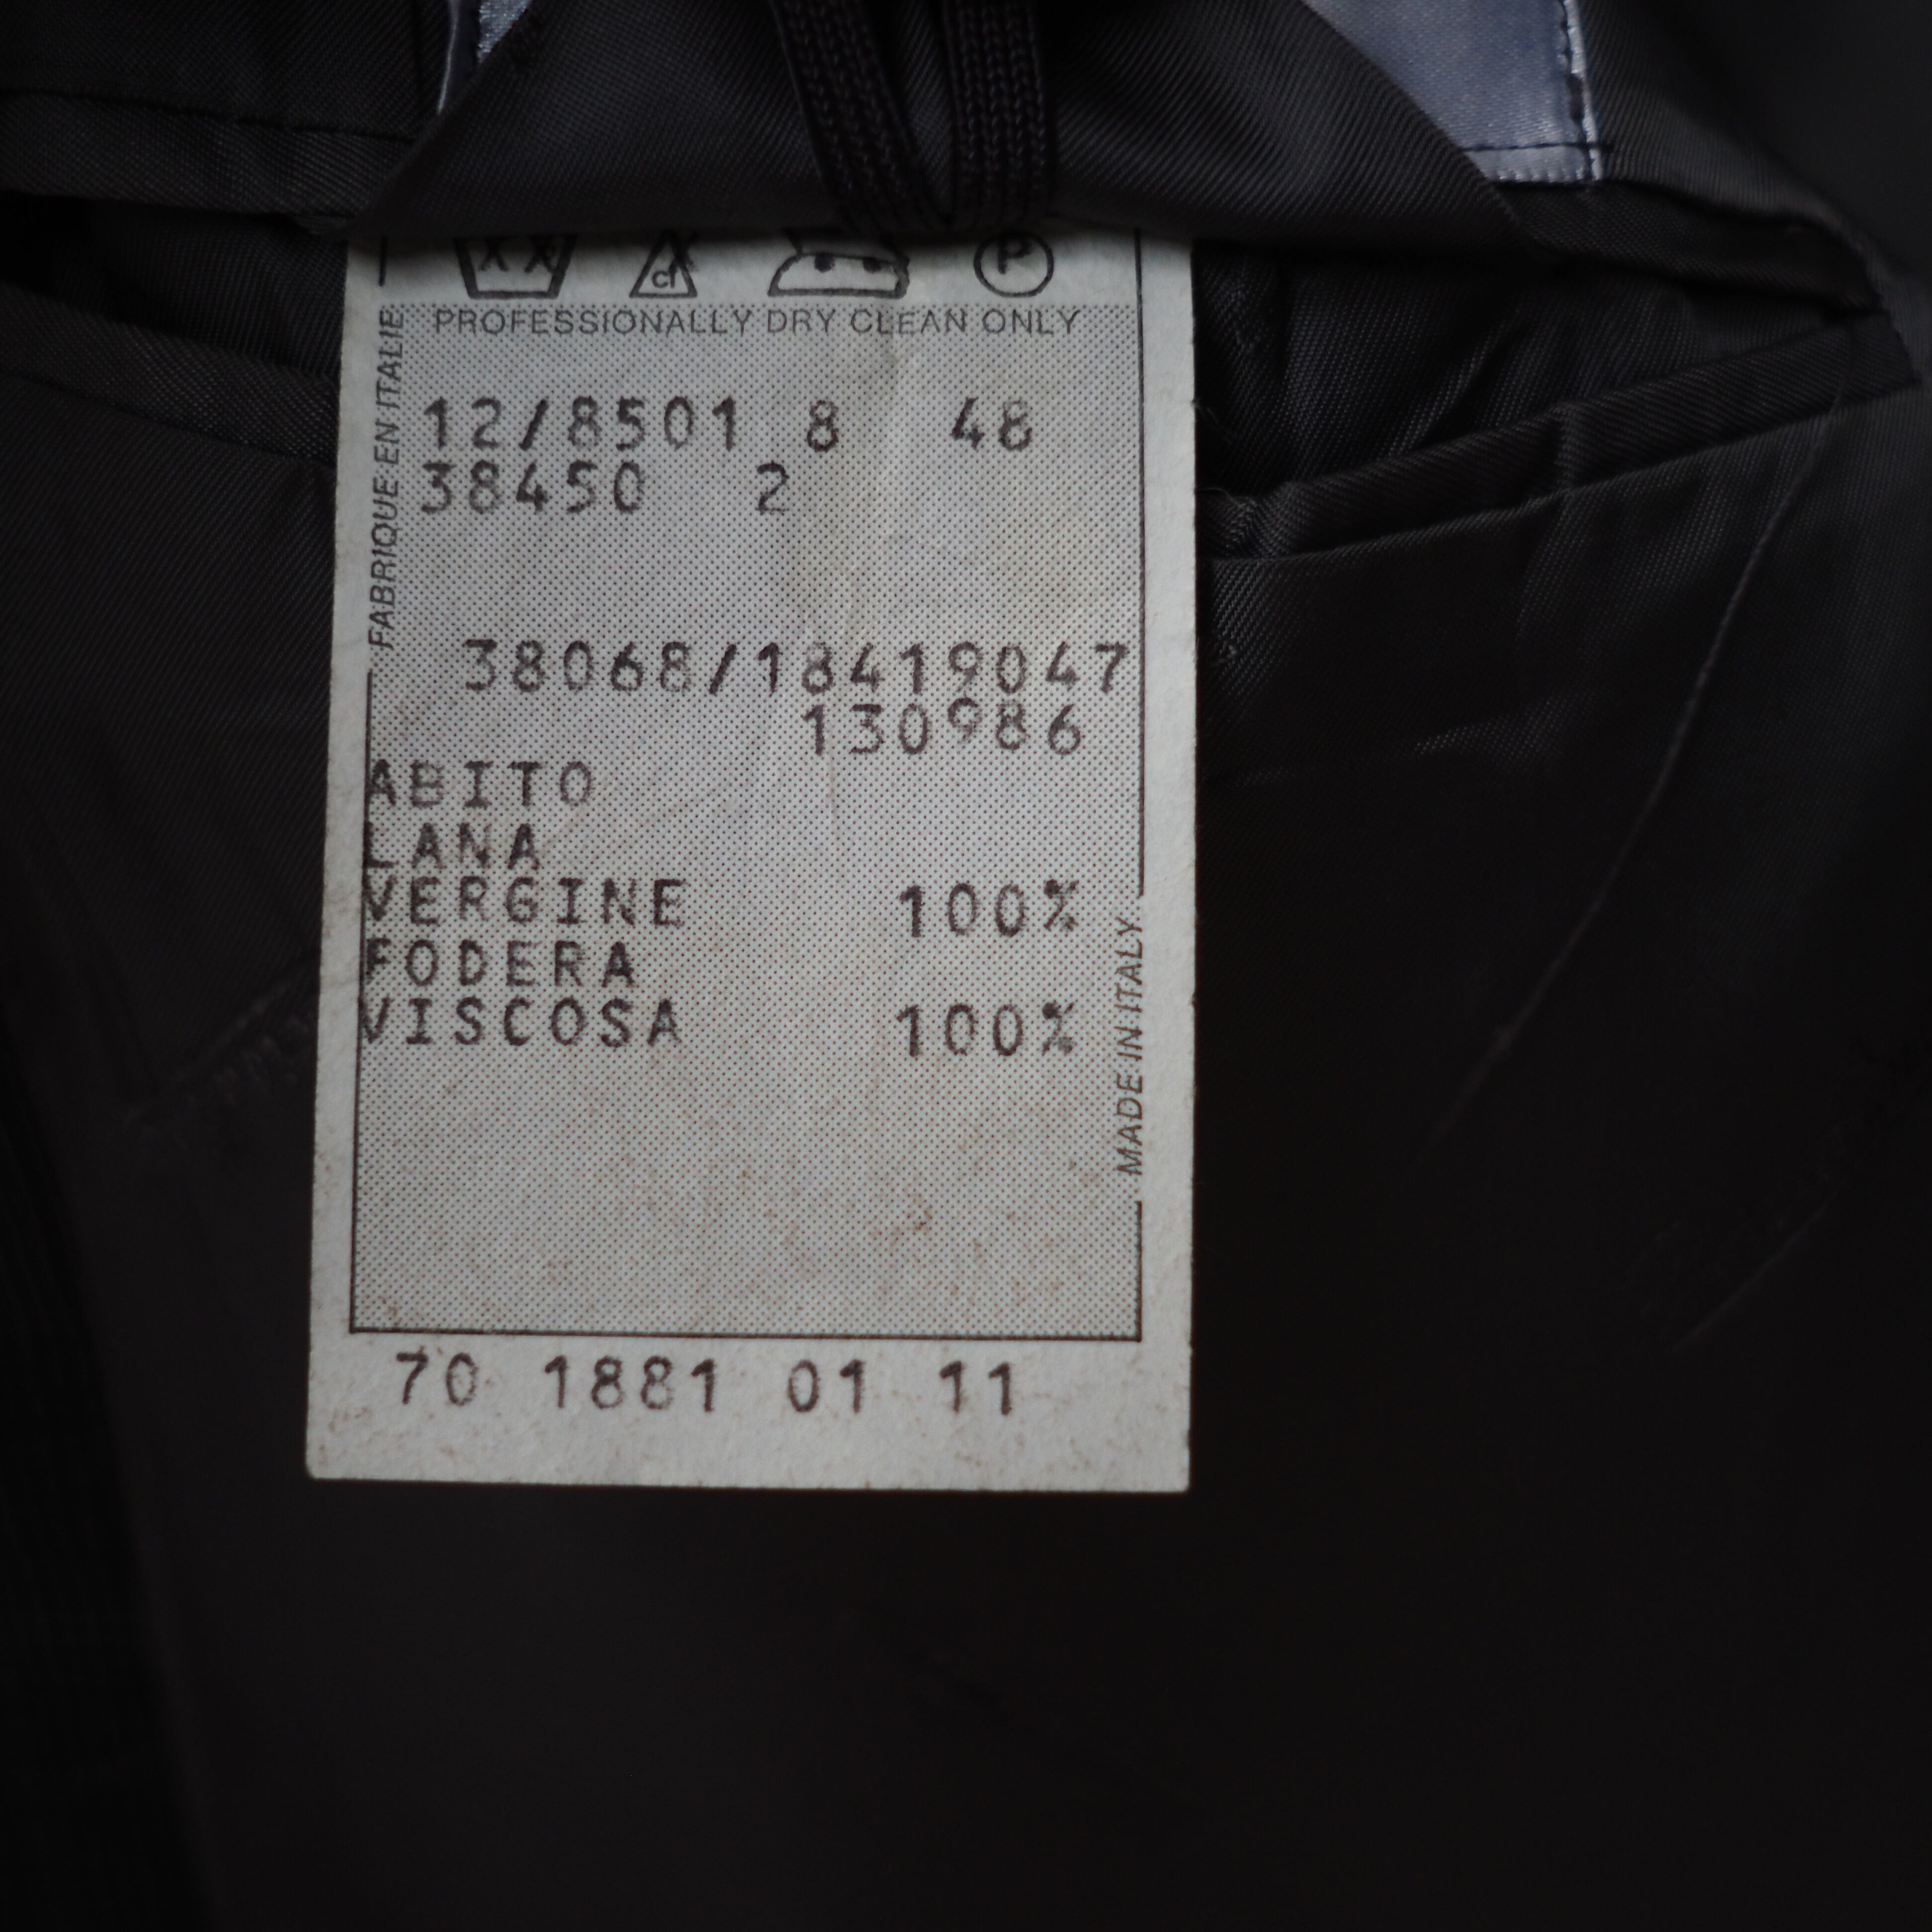 cl P
PROFESSIONALLY DRY CLEAN ONLY
FABRIQUE EN ITALIE
12/8501 8 48
38450 2
38068/18419047
130986
ABITO
LANA
VERGINE 100%
FODERA
VISCOSA 100%
MADE IN ITALY
70 1881 01 11